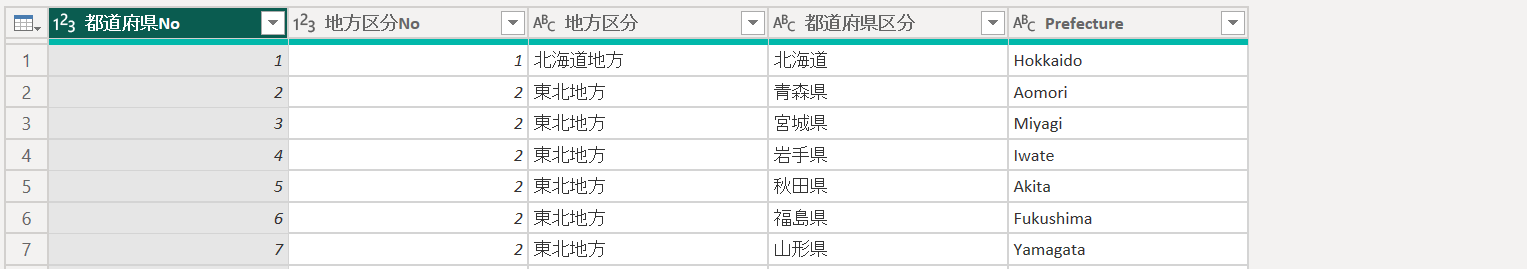 1²3 都道府県No 1²3 地方区分No ABC 地方区分 ABC 都道府県区分 ABC Prefecture
1 1 1 北海道地方 北海道 Hokkaido
2 2 2 東北地方 青森県 Aomori
3 3 2 東北地方 宮城県 Miyagi
4 4 2 東北地方 岩手県 Iwate
5 5 2 東北地方 秋田県 Akita
6 6 2 東北地方 福島県 Fukushima
7 7 2 東北地方 山形県 Yamagata